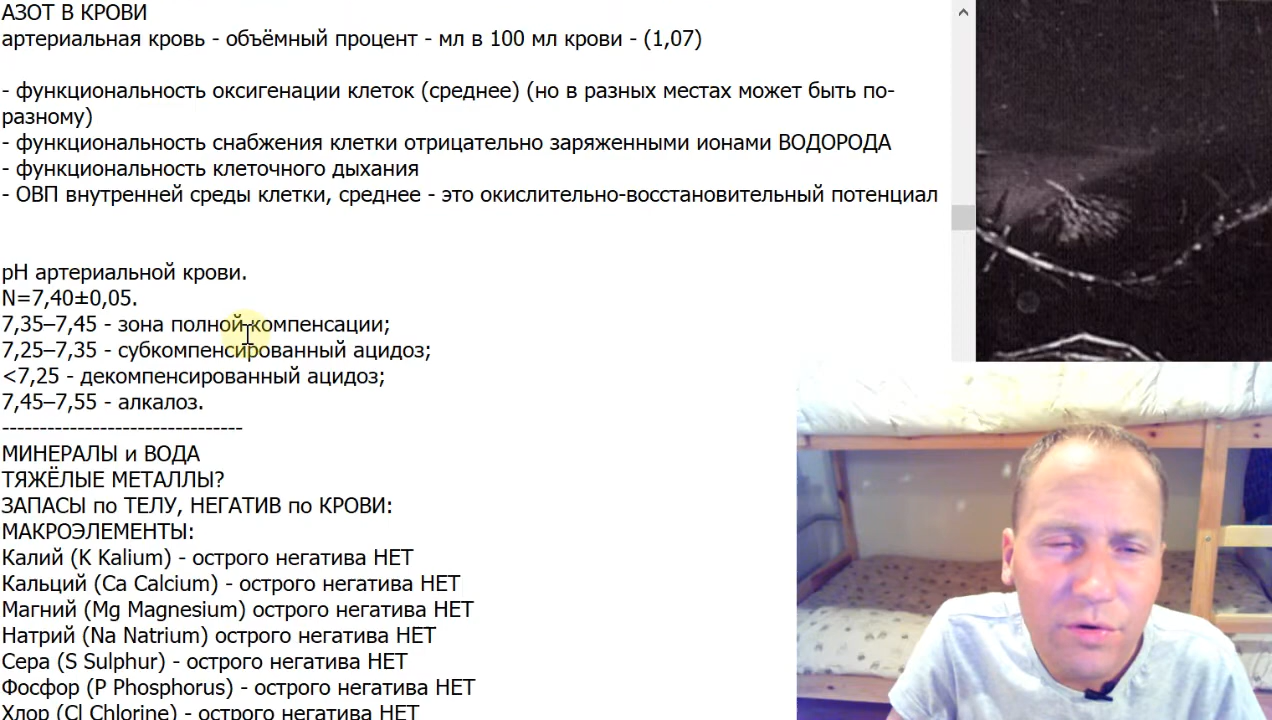 АЗОТ В КРОВИ
артериальная кровь - объёмный процент - мл в 100 мл крови - (1,07)
- функциональность оксигенации клеток (среднее) (но в разных местах может быть по-
разному)
- функциональность снабжения клетки отрицательно заряженными ионами ВОДОРОДА
- функциональность клеточного дыхания
- ОВП внутренней среды клетки, среднее - это окислительно-восстановительный потенциал
pH артериальной крови.
N=7,40±0,05.
7,35–7,45 - зона полной компенсации;
7,25–7,35 - субкомпенсированный ацидоз;
<7,25 - декомпенсированный ацидоз;
7,45–7,55 - алкалоз.
--------------------------------
МИНЕРАЛЫ и ВОДА
ТЯЖЁЛЫЕ МЕТАЛЛЫ?
ЗАПАСЫ по ТЕЛУ, НЕГАТИВ по КРОВИ:
МАКРОЭЛЕМЕНТЫ:
Калий (K Kalium) - острого негатива НЕТ
Кальций (Ca Calcium) - острого негатива НЕТ
Магний (Mg Magnesium) острого негатива НЕТ
Натрий (Na Natrium) острого негатива НЕТ
Сера (S Sulphur) - острого негатива НЕТ
Фосфор (P Phosphorus) - острого негатива НЕТ
Хлор (Cl Chlorine) - острого негатива НЕТ